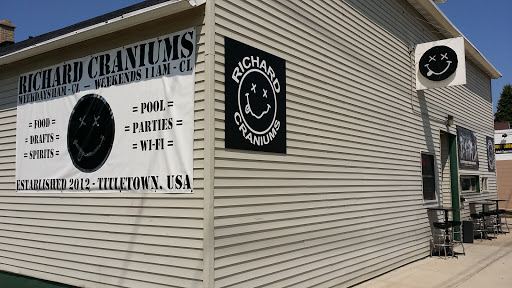 RICHARD CRANIUMS
WEEKDAYS 11AM - CL - WEEKENDS 11AM - CL
= FOOD =
= DRAFTS =
= SPIRITS =
= POOL =
= PARTIES =
= WI-FI =
ESTABLISHED 2012 - TITLETOWN, USA
RICHARD
CRANIUMS